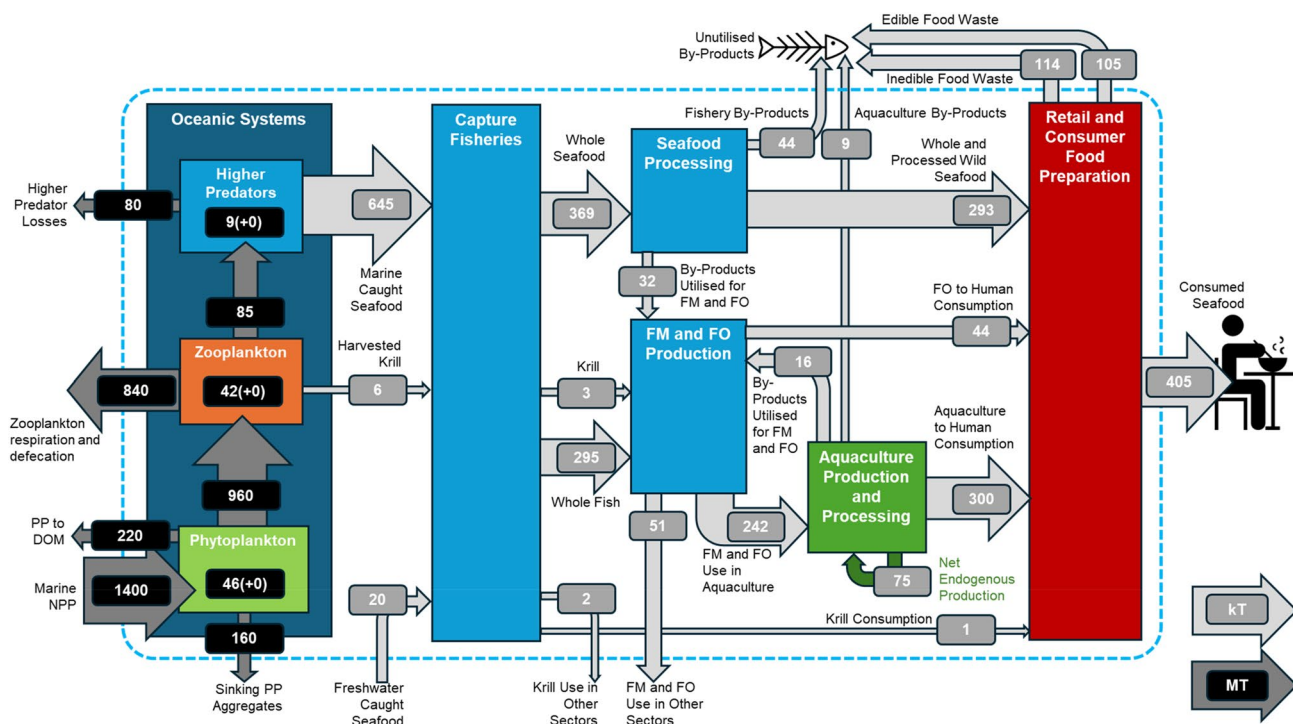 Edible Food Waste
Unutilised
By-Products
114
105
Inedible Food Waste
Oceanic Systems
Capture
Fisheries
Fishery By-Products
Aquaculture By-Products
Retail and
Consumer
Food
Preparation
Whole
Seafood
Seafood
Processing
44
9
Whole and
Processed Wild
Seafood
Higher
Predators
Higher
Predator
Losses
80
9(+0)
645
369
293
Marine
Caught
Seafood
32
By-Products
Utilised for
FM and FO
FO to Human
Consumption
Consumed
Seafood
85
FM and FO
Production
44
Zooplankton
Harvested
Krill
Krill
16
840
42(+0)
6
3
405
By-
Products
Utilised
for FM
and FO
Aquaculture
to Human
Consumption
Zooplankton
respiration and
defecation
295
Aquaculture
Production
and
Processing
960
Whole Fish
300
PP to
DOM
220
Phytoplankton
51
242
FM and FO
Use in
Aquaculture
75
Net
Endogenous
Production
Marine
NPP
1400
46(+0)
20
2
Krill Consumption
1
kT
160
MT
Sinking PP
Aggregates
Freshwater
Caught
Seafood
Krill Use in
Other
Sectors
FM and FO
Use in Other
Sectors